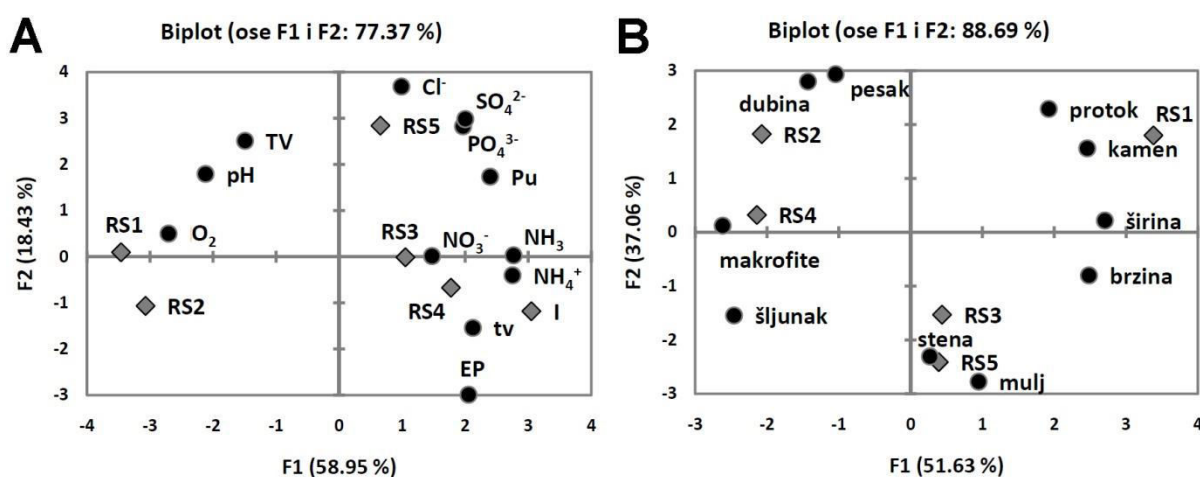 A
Biplot (ose F1 i F2: 77.37 %)
F2 (18.43 %)
4
3
2
1
0
-1
-2
-3
Cl⁻
SO₄²⁻
RS5
PO₄³⁻
TV
pH
Pu
RS1
O₂
RS3
NO₃⁻
NH₃
NH₄⁺
RS2
RS4
I
tv
EP
-4
-3
-2
-1
0
1
2
3
4
F1 (58.95 %)
B
Biplot (ose F1 i F2: 88.69 %)
F2 (37.06 %)
3
2
1
0
-1
-2
-3
dubina
pesak
protok
RS1
RS2
kamen
RS4
širina
makrofite
brzina
šljunak
RS3
stena
RS5
mulj
-3
-2
-1
0
1
2
3
4
F1 (51.63 %)